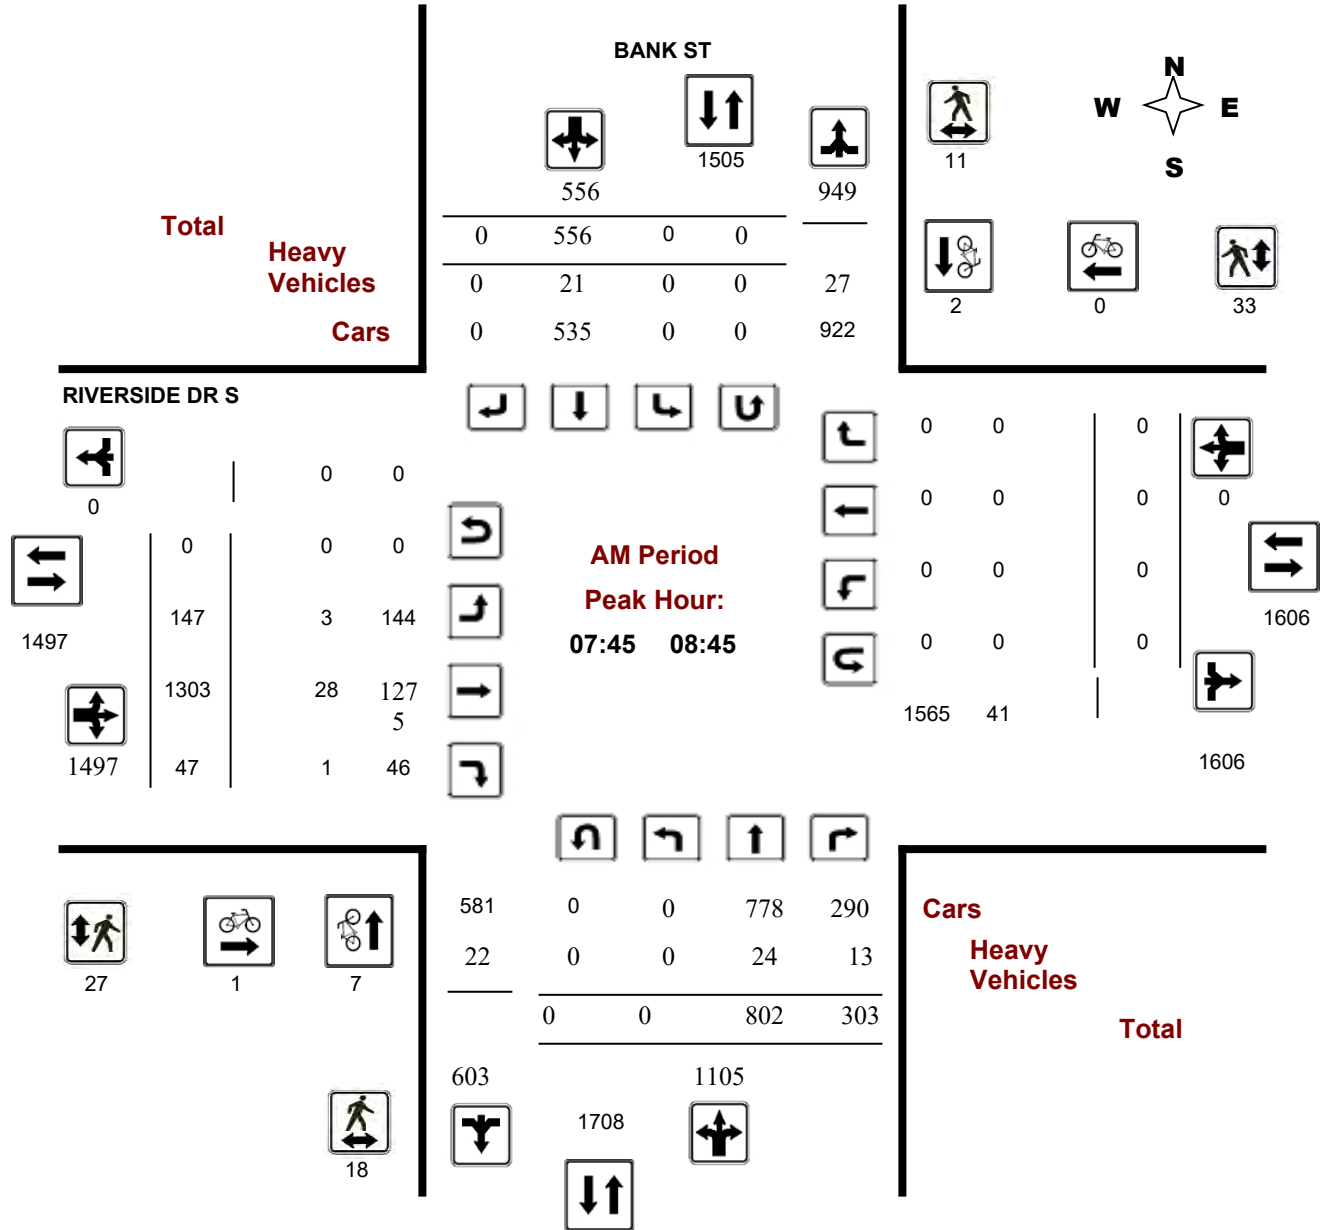 BANK ST
N
W E
S
1505
11
556
949
Total
0 556 0 0
Heavy
Vehicles
0 21 0 0 27
2 0 33
Cars
0 535 0 0 922
RIVERSIDE DR S
0 0 0
0 0
0
0 0 0 0
0 0 0
AM Period
0 0 0
147 3 144
Peak Hour:
1606
1497
07:45 08:45
0 0 0
1303 28 127
5
1565 41
1497 47 1 46
1606
581 0 0 778 290
Cars
22 0 0 24 13
Heavy
Vehicles
27 1 7
0 0 802 303
Total
603 1105
1708
18